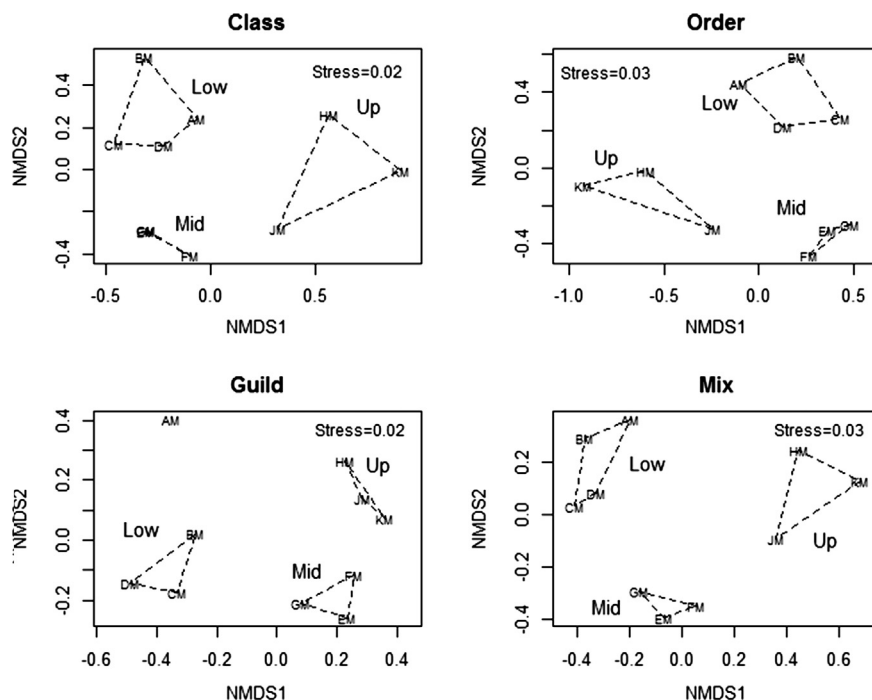 Class
Order
Stress=0.02
Stress=0.03
BM
Low
AM
CM
DM
HM
Up
KM
JM
Mid
GM
FM
BM
AM
Low
DM
CM
Up
KM
HM
JM
Mid
GM
EM
FM
NMDS2
0.4
0.2
0.0
-0.4
-0.5
0.0
0.5
NMDS1
NMDS2
0.4
0.0
-0.4
-1.0
-0.5
0.0
0.5
NMDS1
Guild
Mix
AM
Stress=0.02
HM
Up
JM
KM
Low
BM
DM
CM
Mid
FM
GM
EM
NMDS2
0.4
0.2
0.0
-0.2
-0.6
-0.4
-0.2
0.0
0.2
0.4
NMDS1
Stress=0.03
AM
BM
Low
DM
CM
HM
KM
JM
Up
GM
Mid
FM
EM
NMDS2
0.2
0.0
-0.2
-0.4
-0.4
-0.2
0.0
0.2
0.4
0.6
NMDS1